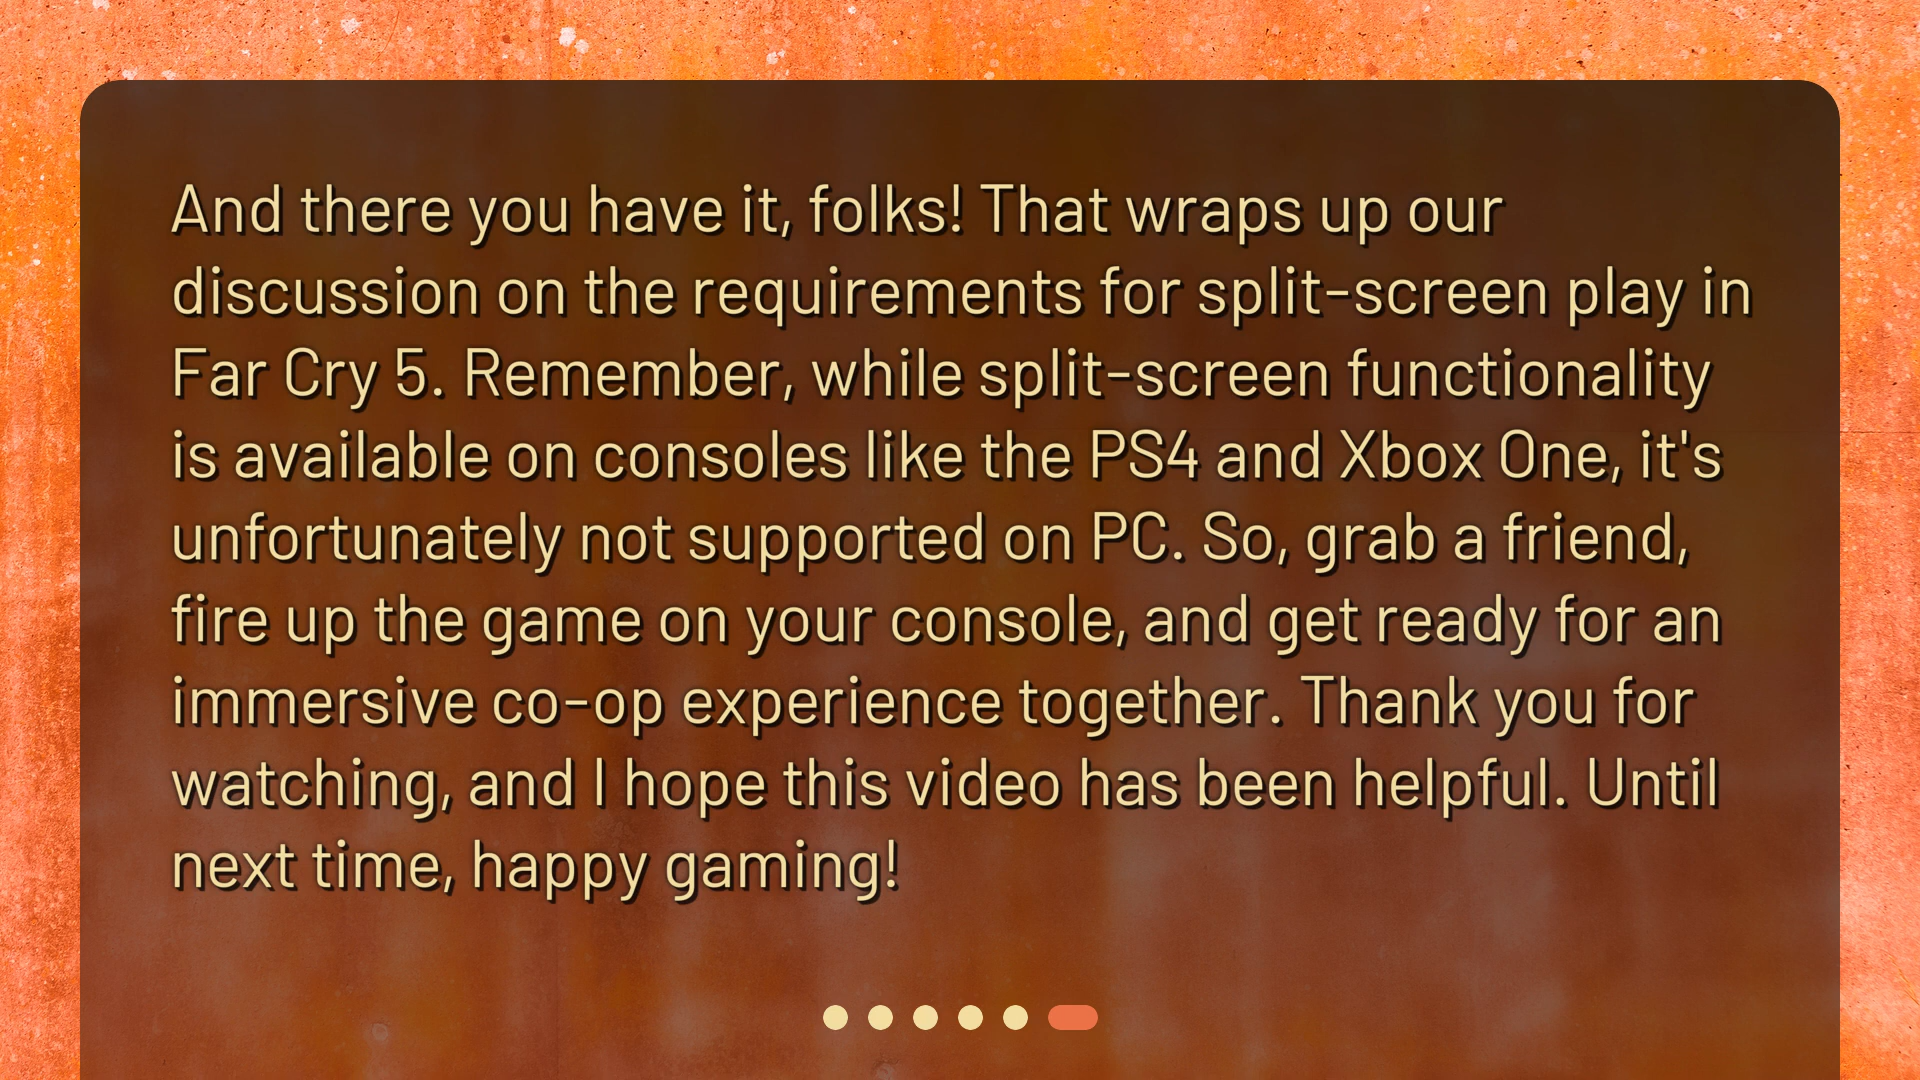 And there you have it, folks! That wraps up our
discussion on the requirements for split-screen play in
Far Cry 5. Remember, while split-screen functionality
is available on consoles like the PS4 and Xbox One, it's
unfortunately not supported on PC. So, grab a friend,
fire up the game on your console, and get ready for an
immersive co-op experience together. Thank you for
watching, and I hope this video has been helpful. Until
next time, happy gaming!